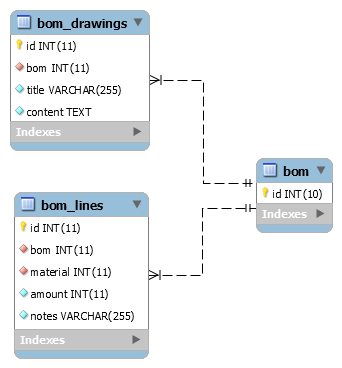 bom_drawings
id INT(11)
bom INT(11)
title VARCHAR(255)
content TEXT
Indexes
bom
id INT(10)
Indexes
bom_lines
id INT(11)
bom INT(11)
material INT(11)
amount INT(11)
notes VARCHAR(255)
Indexes